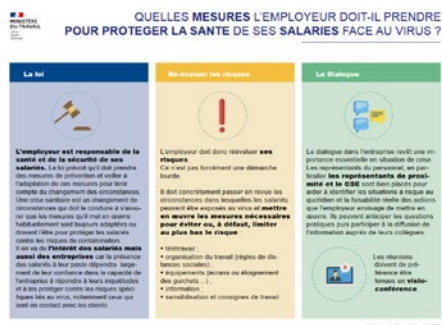 MINISTÈRE
DU TRAVAIL
QUELLES MESURES L'EMPLOYEUR DOIT-IL PRENDRE
POUR PROTEGER LA SANTE DE SES SALARIES FACE AU VIRUS ?
La loi
L'employeur est responsable de la
santé et de la sécurité de ses
salariés. La loi prévoit qu'il doit prendre
des mesures de prévention et veiller à
l'adaptation de ces mesures pour tenir
compte du changement des circonstances.
Une crise sanitaire est un changement de
circonstances qui doit le conduire à s'assu-
rer que les mesures qu'il met en œuvre
habituellement sont toujours adaptées ou
doivent l'être pour protéger les salariés
contre les risques de contamination.
Il en va de l'intérêt des salariés mais
aussi des entreprises car la présence
des salariés à leur poste dépendra large-
ment de leur confiance dans la capacité de
l'entreprise à répondre à leurs inquiétudes
et à les protéger contre les risques spéci-
fiques liés au virus, notamment ceux qui
sont en contact avec les clients.
Ré-évaluer les risques
L'employeur doit donc réévaluer ses
risques
Ce n'est pas forcément une démarche
lourde.
Il doit concrètement passer en revue les
circonstances dans lesquelles les salariés
peuvent être exposés au virus et mettre
en œuvre les mesures nécessaires
pour éviter ou, à défaut, limiter
au plus bas le risque :
• télétravail ;
• organisation du travail (règles de dis-
tances sociales) ;
• équipements (écrans ou éloignement
des guichets...) ;
• information ;
• sensibilisation et consignes de travail.
Le Dialogue
Le dialogue dans l'entreprise revêt une im-
portance essentielle en situation de crise.
Les représentants du personnel, en par-
ticulier les représentants de proxi-
mité et le CSE sont bien placés pour
aider à identifier les situations à risque au
quotidien et la faisabilité réelle des actions
que l'employeur envisage de mettre en
œuvre. Ils peuvent anticiper les questions
pratiques puis participer à la diffusion de
l'information auprès de leurs collègues.
Les réunions
doivent de pré-
férence être
tenues en visio-
conférence